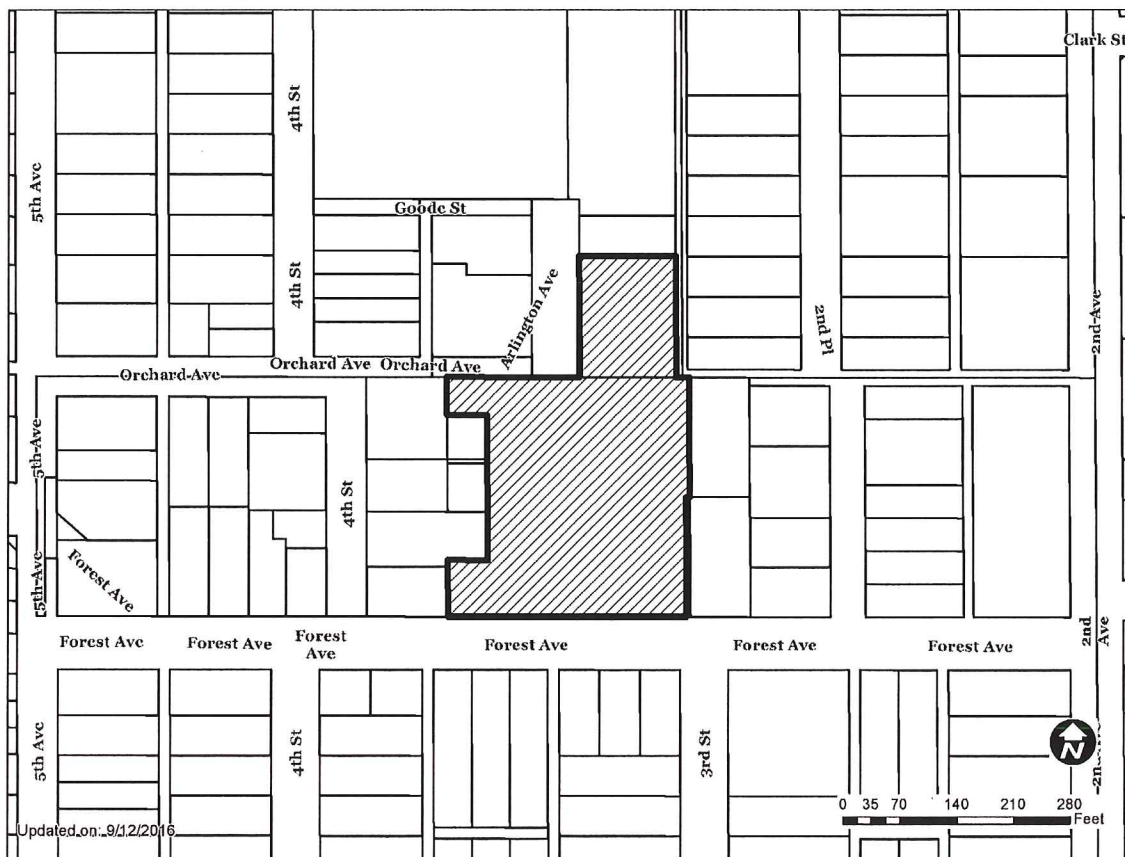 Clark St
4th St
5th Ave
Goode St
4th St
Arlington Ave
2nd Pl
2nd-Ave
Orchard Ave
Orchard Ave
Orchard-Ave
5th-Ave
4th St
5th-Ave
Forest Ave
Forest Ave
Forest Ave
Forest
Ave
Forest Ave
Forest Ave
Forest Ave
2nd
Ave
5th Ave
4th St
3rd St
N
0 35 70 140 210 280
Feet
Updated on: 9/12/2016